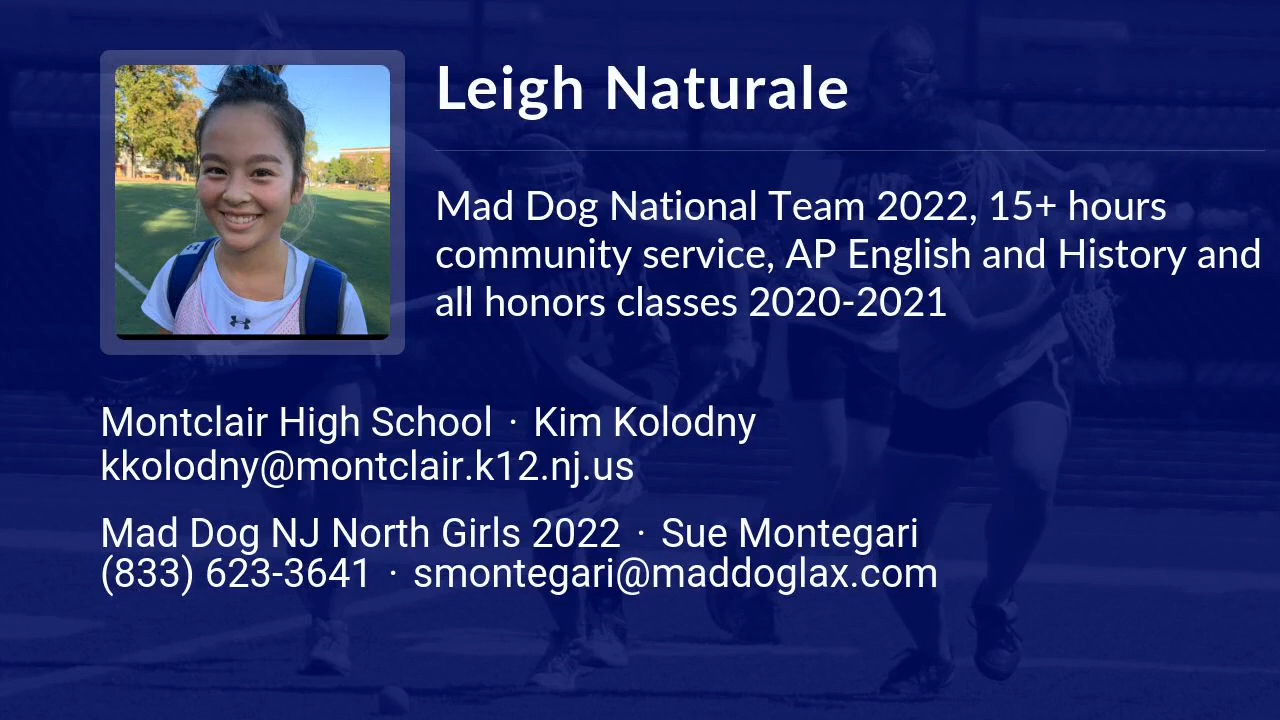 Leigh Naturale
Mad Dog National Team 2022, 15+ hours
community service, AP English and History and
all honors classes 2020-2021
Montclair High School · Kim Kolodny
kkolodny@montclair.k12.nj.us
Mad Dog NJ North Girls 2022 · Sue Montegari
(833) 623-3641 · smontegari@maddoglax.com